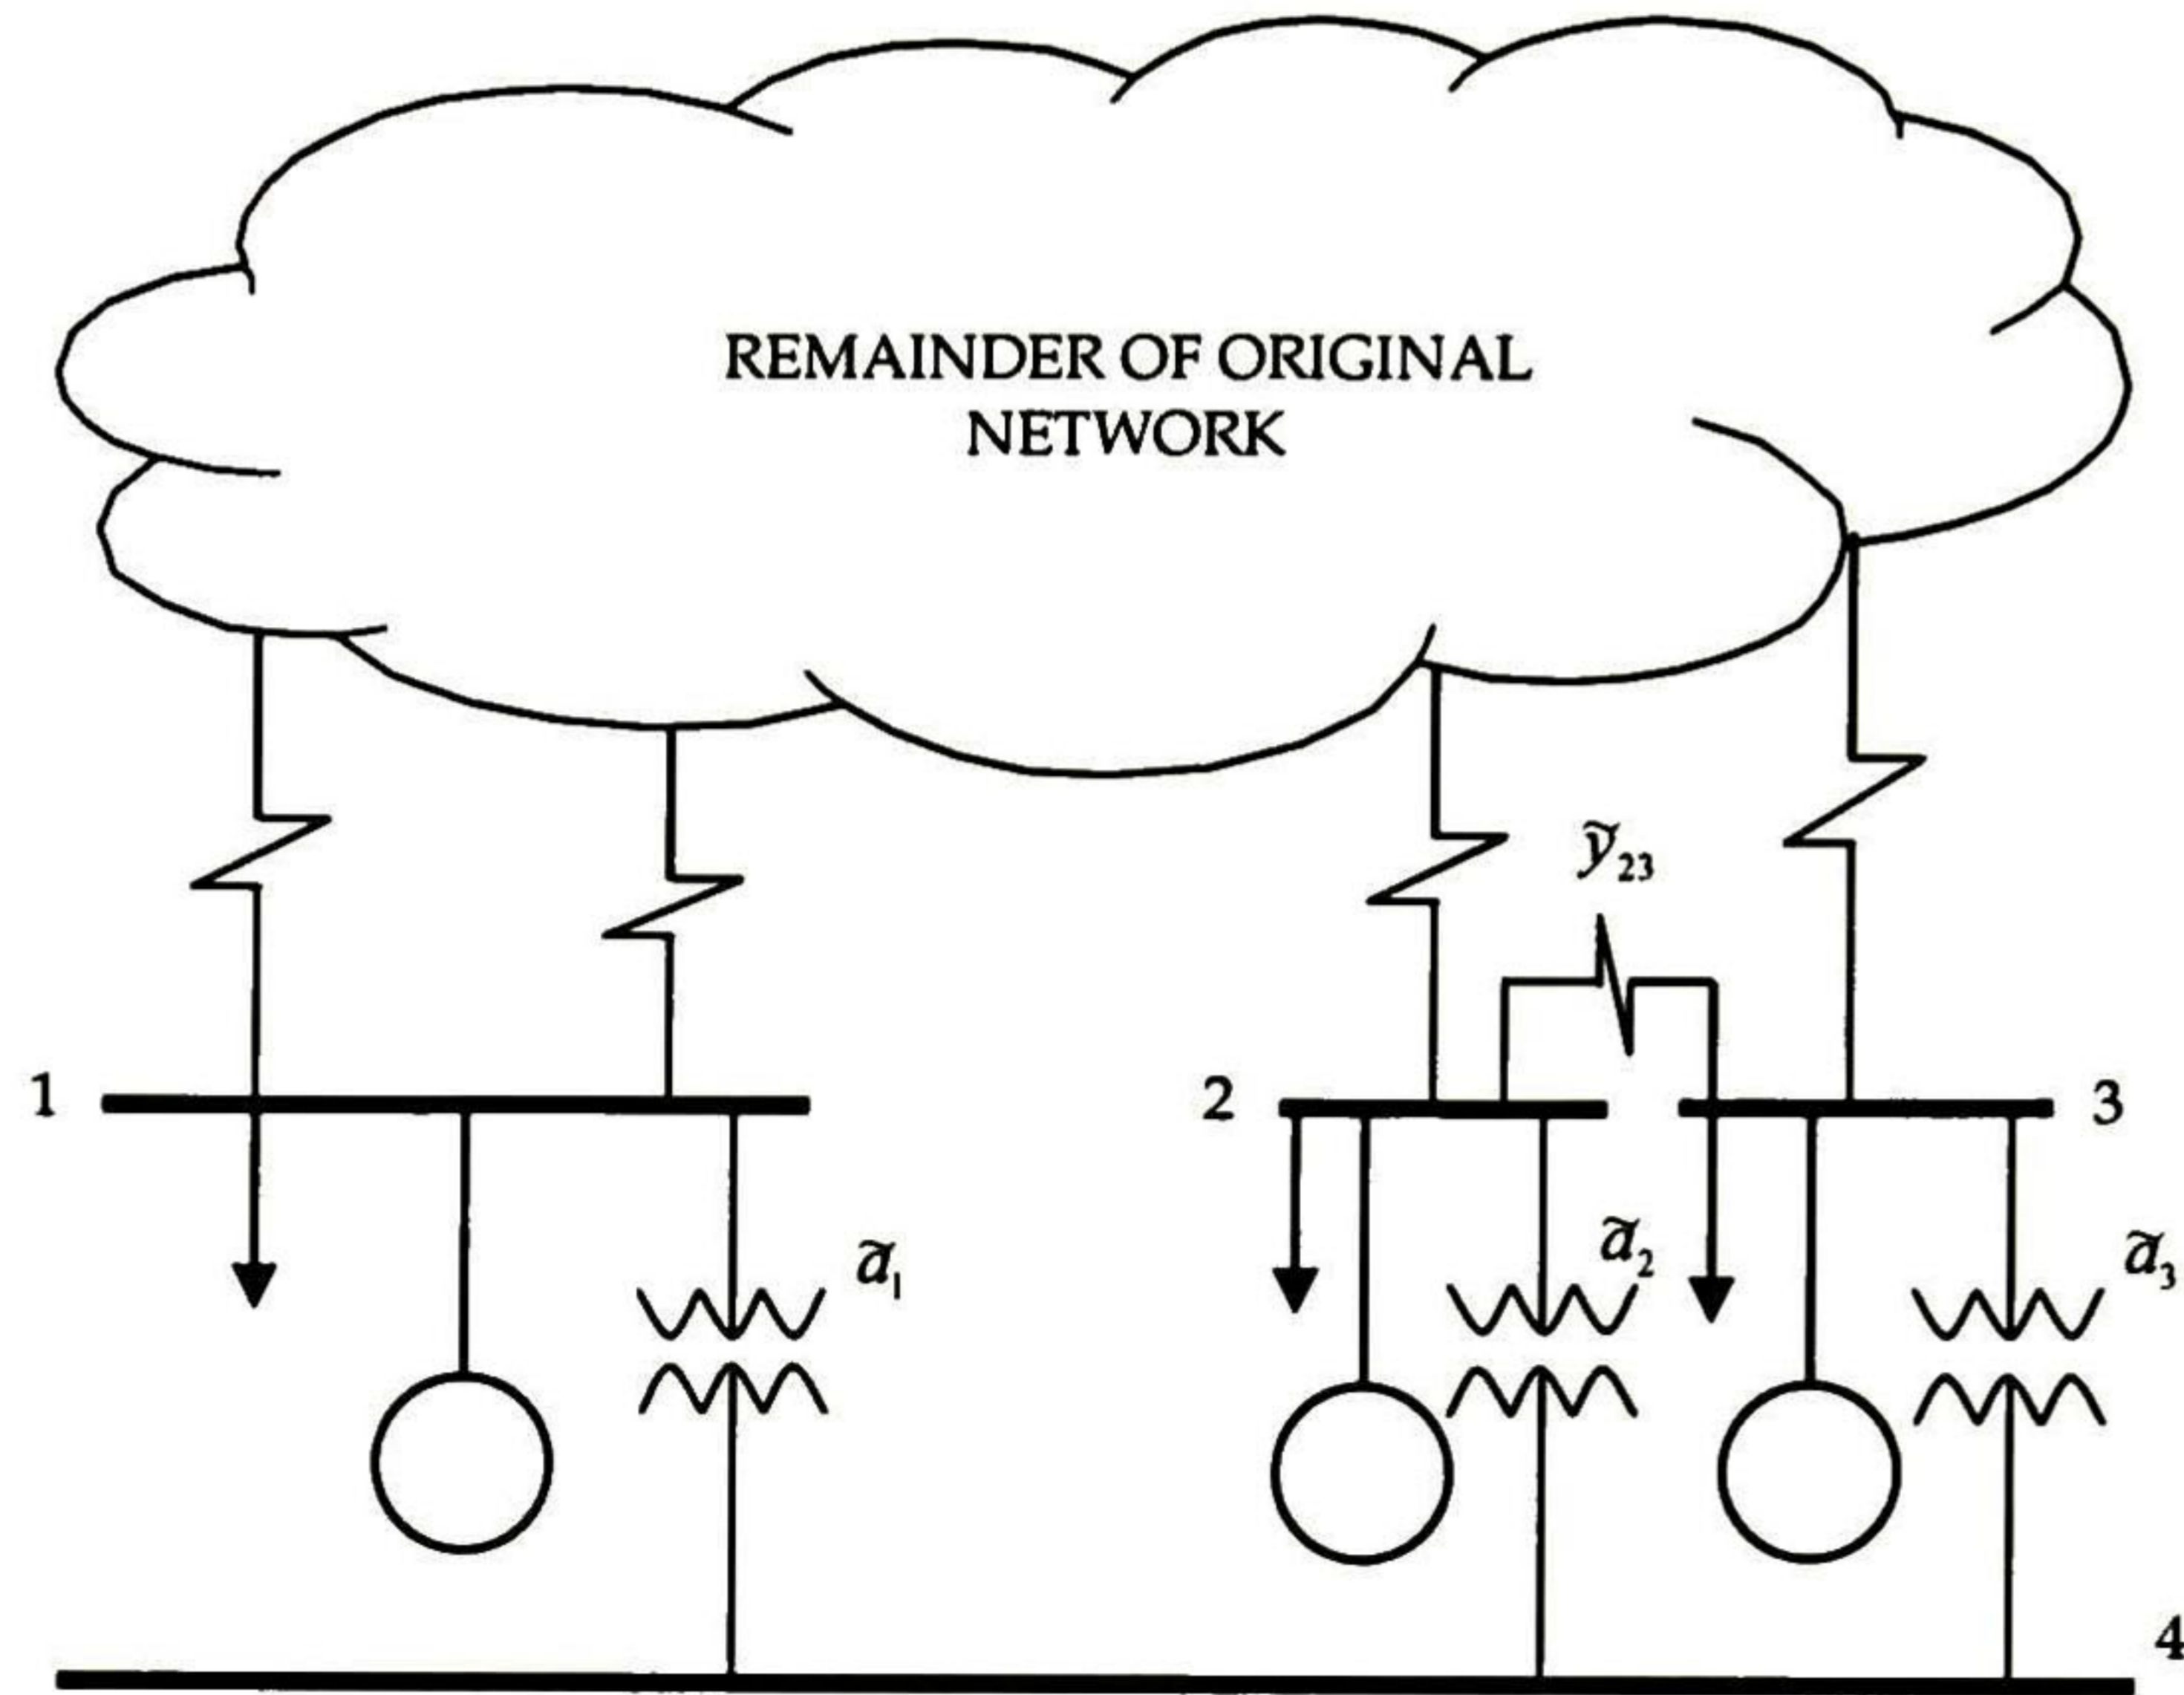 REMAINDER OF ORIGINAL
NETWORK
ỹ₂₃
1
2
3
ã₁
ã₂
ã₃
4